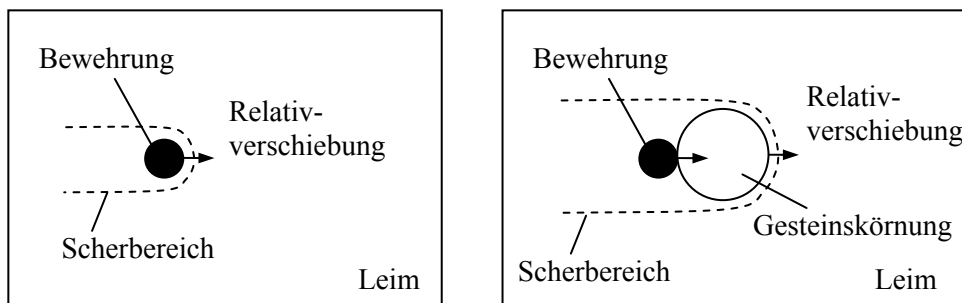 Bewehrung
Relativ-
verschiebung
Scherbereich
Leim
Bewehrung
Relativ-
verschiebung
Gesteinskörnung
Scherbereich
Leim